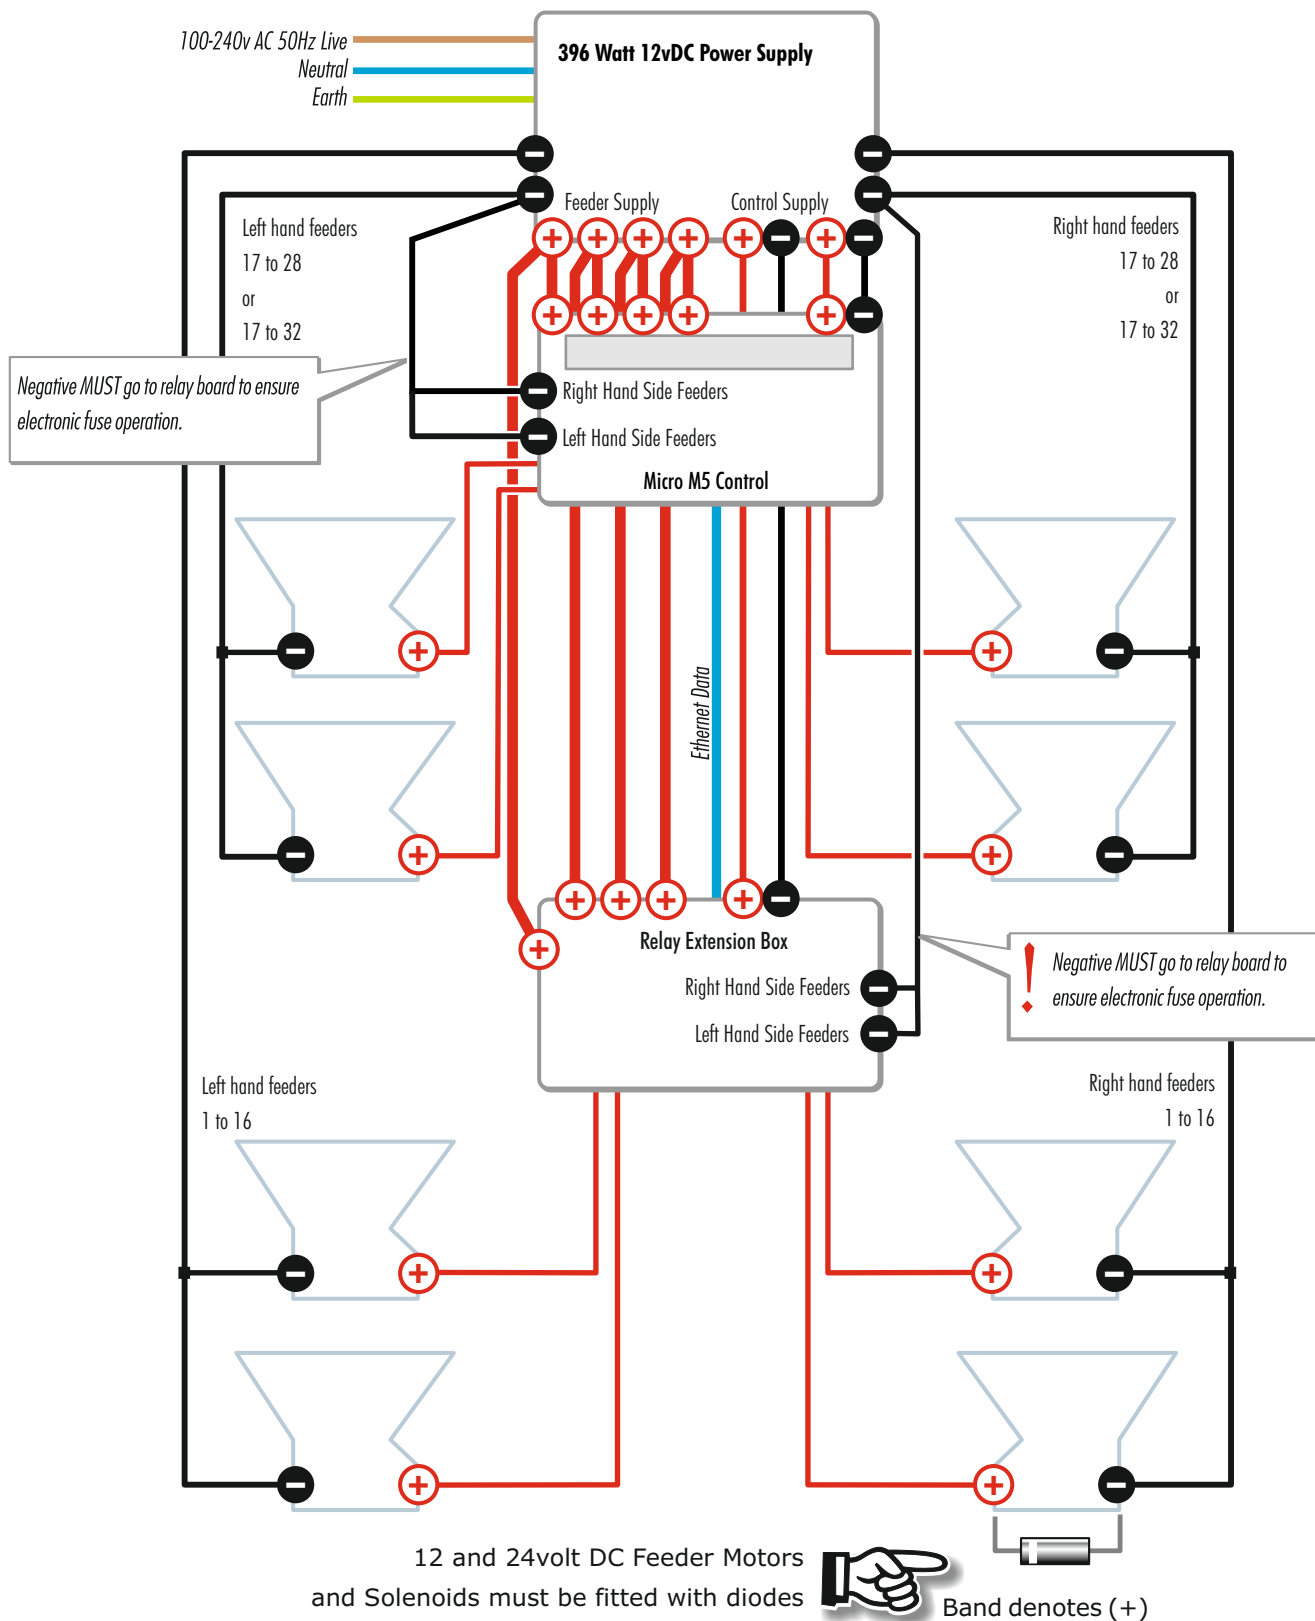 100-240v AC 50Hz Live
Neutral
Earth
396 Watt 12vDC Power Supply
Feeder Supply
Control Supply
Left hand feeders
17 to 28
or
17 to 32
Right hand feeders
17 to 28
or
17 to 32
Negative MUST go to relay board to ensure
electronic fuse operation.
Right Hand Side Feeders
Left Hand Side Feeders
Micro M5 Control
Ethernet Data
Relay Extension Box
Right Hand Side Feeders
Left Hand Side Feeders
! Negative MUST go to relay board to
ensure electronic fuse operation.
Left hand feeders
1 to 16
Right hand feeders
1 to 16
12 and 24volt DC Feeder Motors
and Solenoids must be fitted with diodes
Band denotes (+)